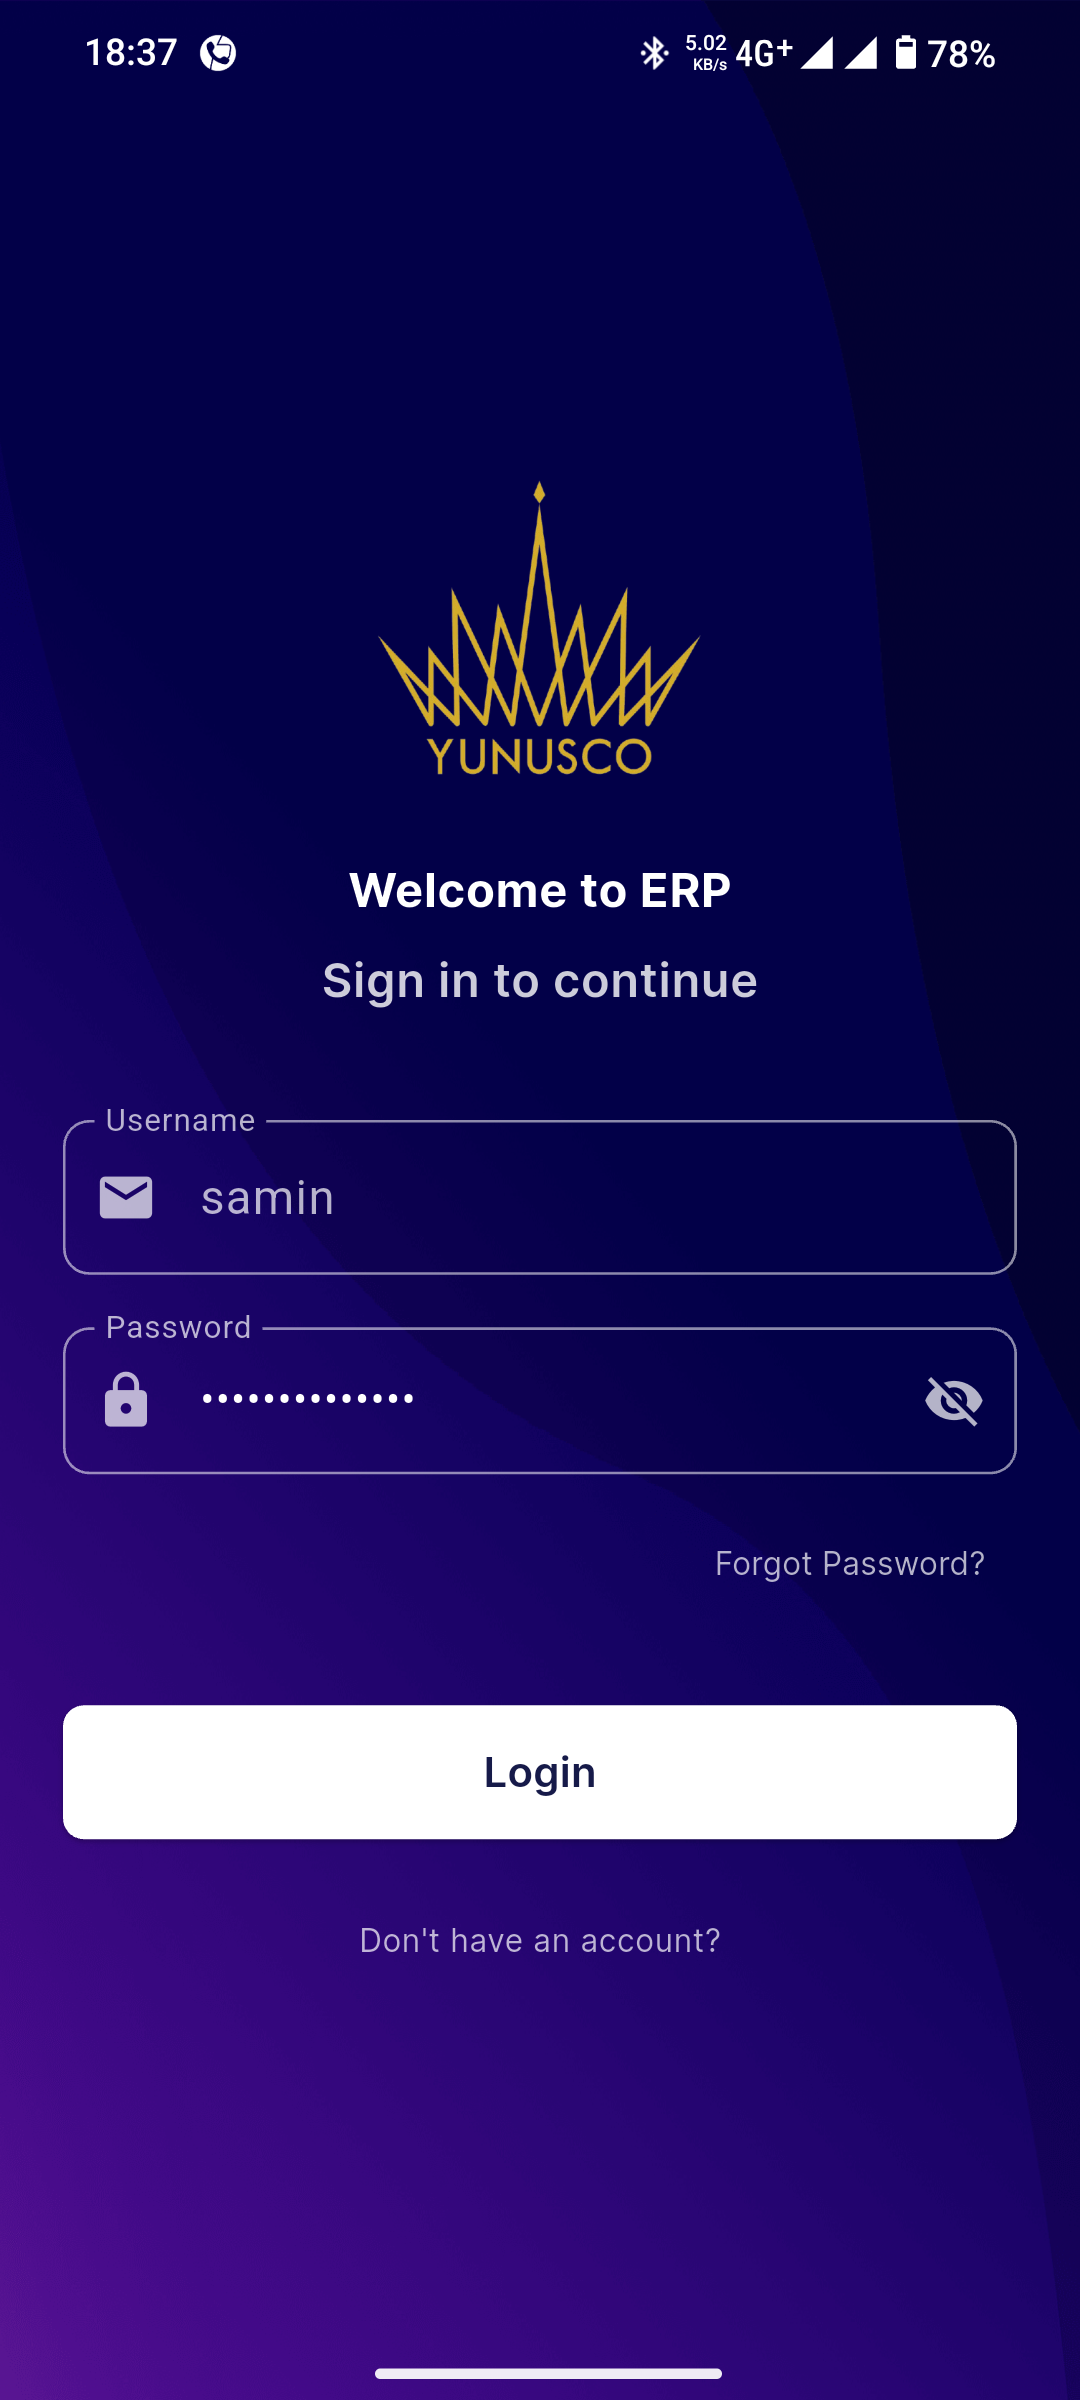 18:37
5.02 KB/s 4G+ 78%
YUNUSCO
Welcome to ERP
Sign in to continue
Username
samin
Password
••••••••••••••
Forgot Password?
Login
Don't have an account?